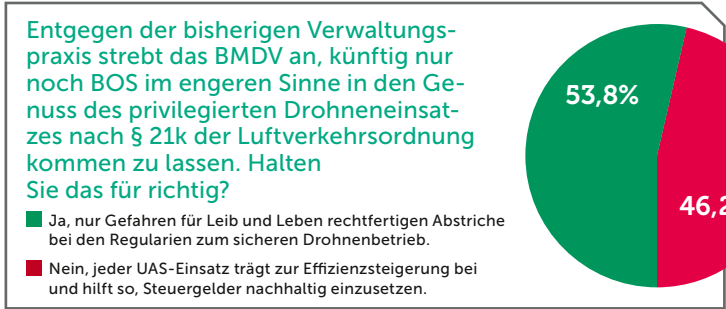 Entgegen der bisherigen Verwaltungs-
praxis strebt das BMDV an, künftig nur
noch BOS im engeren Sinne in den Ge-
nuss des privilegierten Drohneneinsat-
zes nach § 21k der Luftverkehrsordnung
kommen zu lassen. Halten
Sie das für richtig?
Ja, nur Gefahren für Leib und Leben rechtfertigen Abstriche
bei den Regularien zum sicheren Drohnenbetrieb.
Nein, jeder UAS-Einsatz trägt zur Effizienzsteigerung bei
und hilft so, Steuergelder nachhaltig einzusetzen.
53,8%
46,2